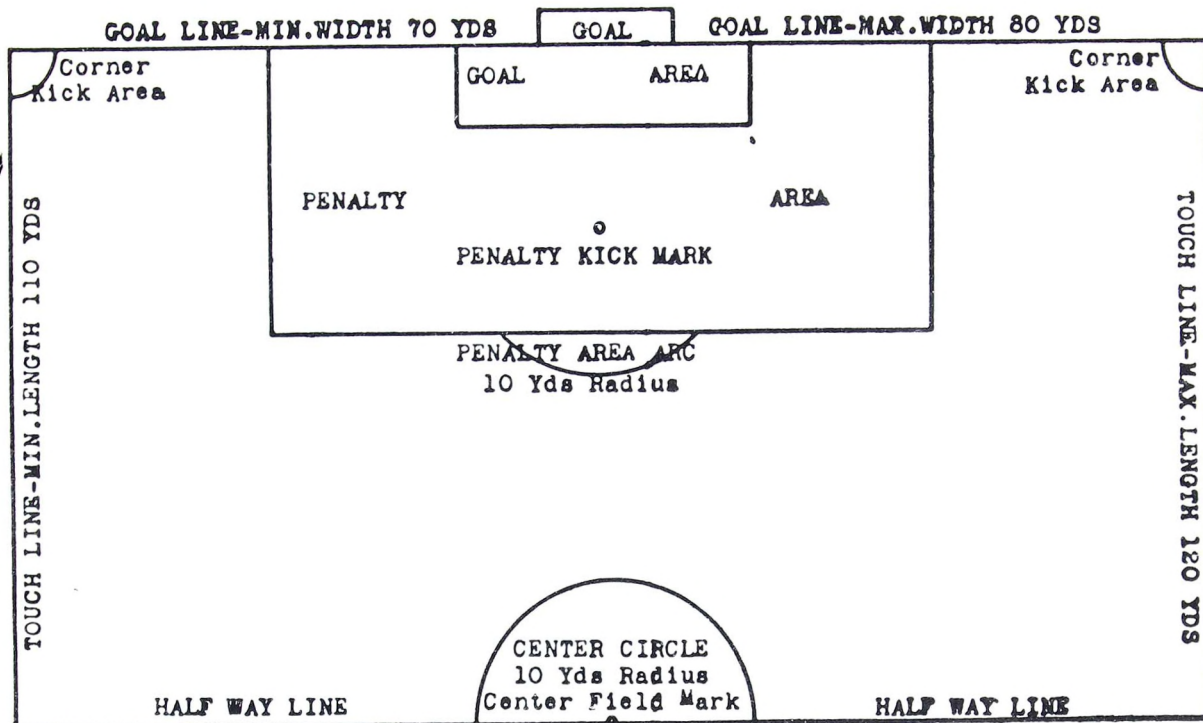 GOAL LINE-MIN.WIDTH 70 YDS
GOAL
GOAL LINE-MAX.WIDTH 80 YDS
Corner
Kick Area
GOAL AREA
Corner
Kick Area
PENALTY AREA
PENALTY KICK MARK
TOUCH LINE-MIN.LENGTH 110 YDS
TOUCH LINE-MAX.LENGTH 120 YDS
PENALTY AREA ARC
10 Yds Radius
CENTER CIRCLE
10 Yds Radius
Center Field Mark
HALF WAY LINE
HALF WAY LINE